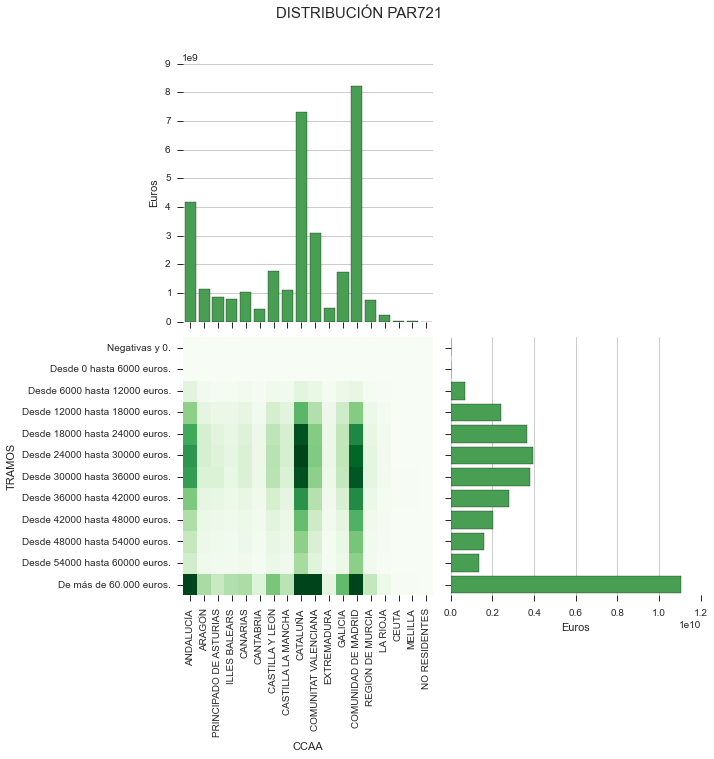 DISTRIBUCIÓN PAR721
1e9
9
8
7
6
5
4
3
2
1
0
Euros
Negativas y 0.
Desde 0 hasta 6000 euros.
Desde 6000 hasta 12000 euros.
Desde 12000 hasta 18000 euros.
Desde 18000 hasta 24000 euros.
Desde 24000 hasta 30000 euros.
Desde 30000 hasta 36000 euros.
Desde 36000 hasta 42000 euros.
Desde 42000 hasta 48000 euros.
Desde 48000 hasta 54000 euros.
Desde 54000 hasta 60000 euros.
De más de 60.000 euros.
TRAMOS
ANDALUCÍA
ARAGON
PRINCIPADO DE ASTURIAS
ILLES BALEARS
CANARIAS
CANTABRIA
CASTILLA Y LEON
CASTILLA LA MANCHA
CATALUÑA
COMUNITAT VALENCIANA
EXTREMADURA
GALICIA
COMUNIDAD DE MADRID
REGION DE MURCIA
LA RIOJA
CEUTA
MELILLA
NO RESIDENTES
CCAA
0.0 0.2 0.4 0.6 0.8 1.0 1.2
1e10
Euros